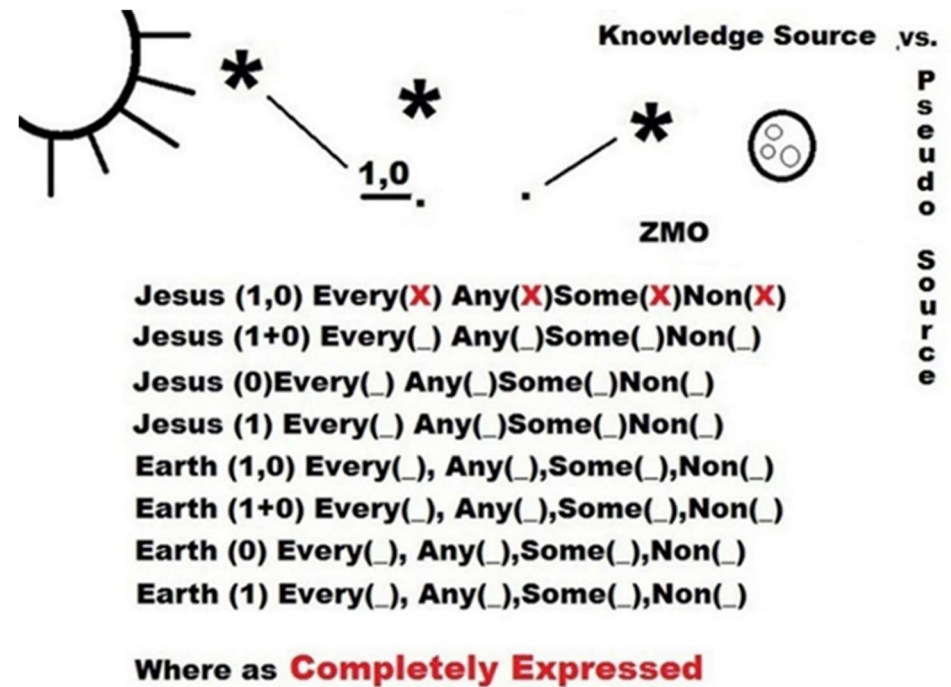 Knowledge Source vs.
Pseudo Source
* * *
1,0
. .
ZMO
Jesus (1,0) Every(X) Any(X)Some(X)Non(X)
Jesus (1+0) Every(_) Any(_)Some(_)Non(_)
Jesus (0)Every(_) Any(_)Some(_)Non(_)
Jesus (1) Every(_) Any(_)Some(_)Non(_)
Earth (1,0) Every(_), Any(_),Some(_),Non(_)
Earth (1+0) Every(_), Any(_),Some(_),Non(_)
Earth (0) Every(_), Any(_),Some(_),Non(_)
Earth (1) Every(_), Any(_),Some(_),Non(_)
Where as Completely Expressed